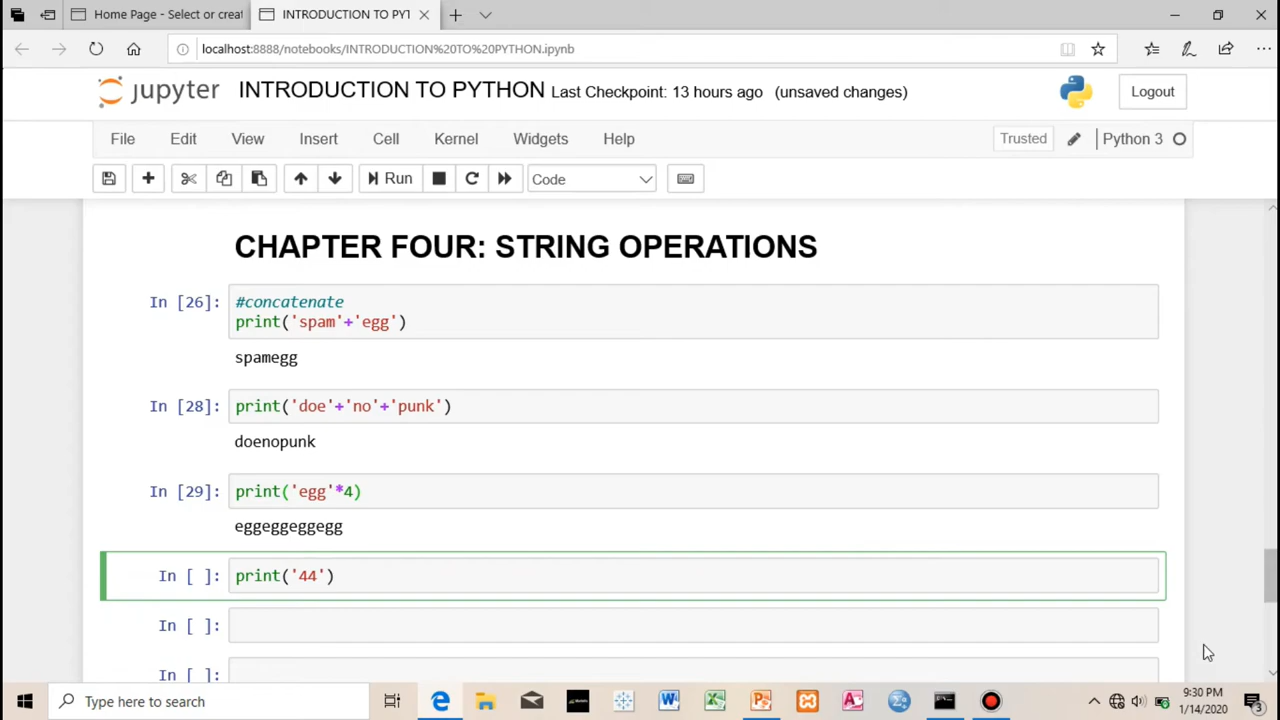 Home Page - Select or creat
INTRODUCTION TO PYT
localhost:8888/notebooks/INTRODUCTION%20TO%20PYTHON.ipynb
jupyter INTRODUCTION TO PYTHON Last Checkpoint: 13 hours ago (unsaved changes)
Logout
File Edit View Insert Cell Kernel Widgets Help
Trusted
Python 3
Run
Code
CHAPTER FOUR: STRING OPERATIONS
In [26]: #concatenate
print('spam'+'egg')
spamegg
In [28]: print('doe'+'no'+'punk')
doenopunk
In [29]: print('egg'*4)
eggeggeggegg
In [ ]: print('44')
In [ ]:
In [ ]:
Type here to search
9:30 PM
1/14/2020
3